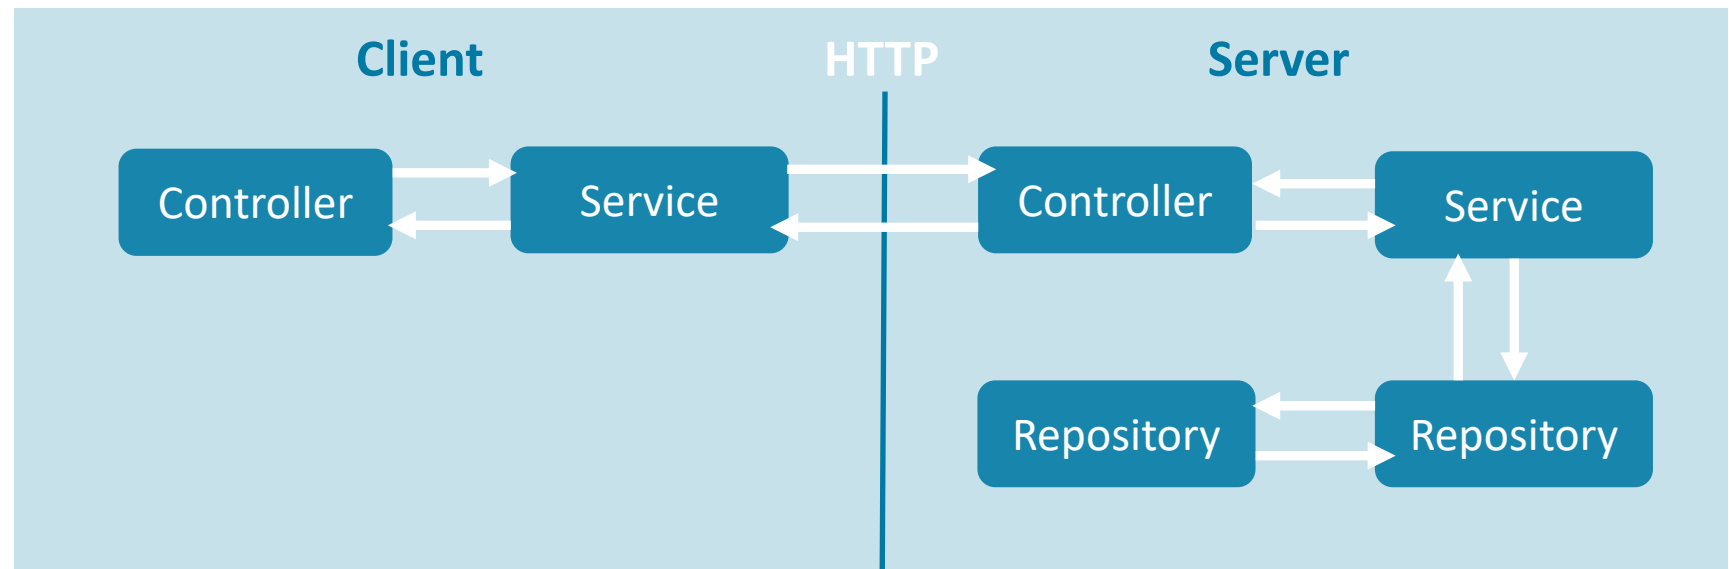 Client
HTTP
Server
Controller
Service
Controller
Service
Repository
Repository